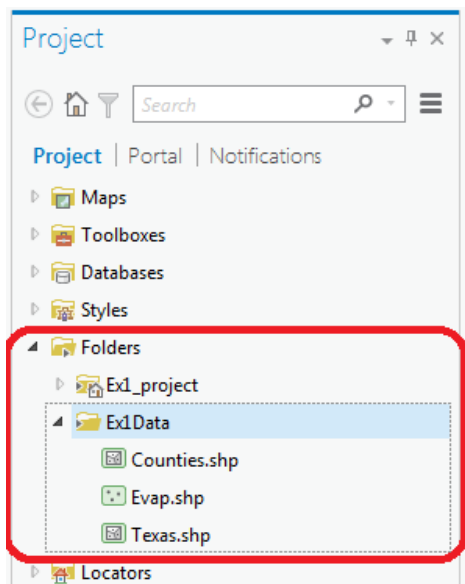 Project
Search
Project | Portal | Notifications
Maps
Toolboxes
Databases
Styles
Folders
Ex1_project
Ex1Data
Counties.shp
Evap.shp
Texas.shp
Locators